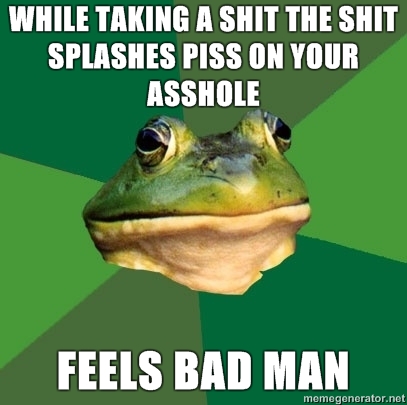 WHILE TAKING A SHIT THE SHIT
SPLASHES PISS ON YOUR
ASSHOLE
FEELS BAD MAN
memegenerator.net